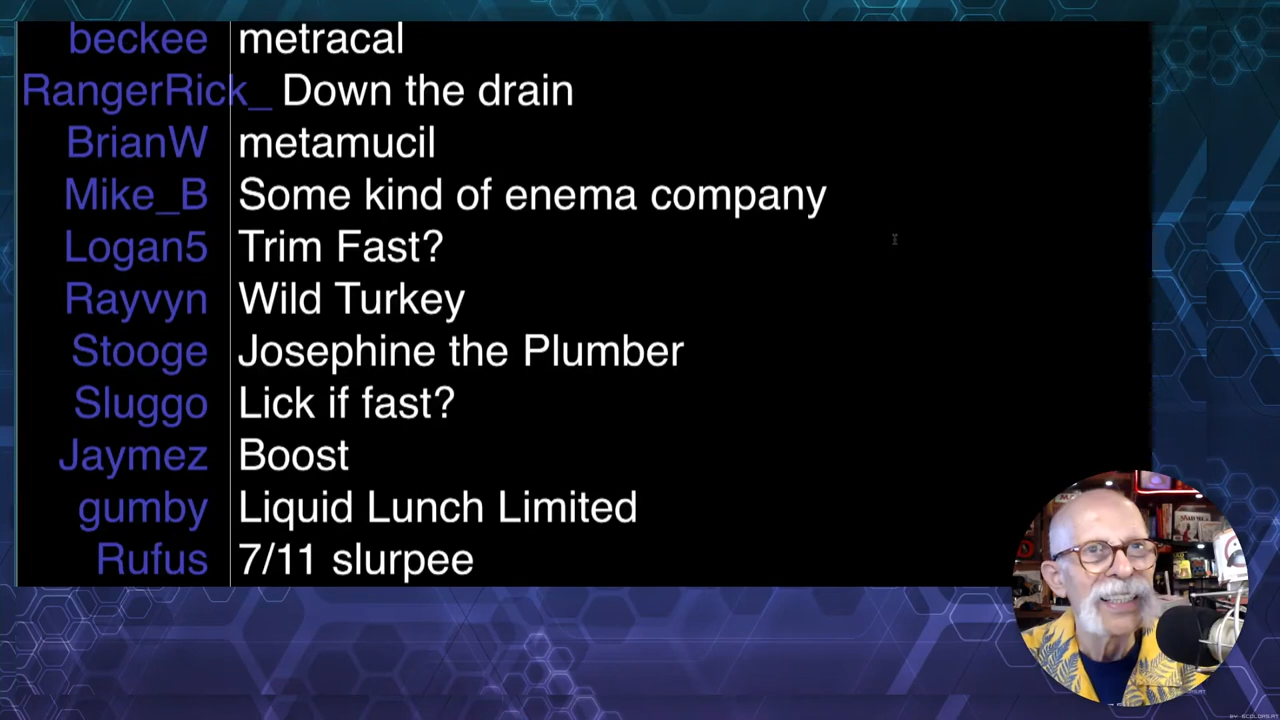 beckee metracal
RangerRick_ Down the drain
BrianW metamucil
Mike_B Some kind of enema company
Logan5 Trim Fast?
Rayvyn Wild Turkey
Stooge Josephine the Plumber
Sluggo Lick if fast?
Jaymez Boost
gumby Liquid Lunch Limited
Rufus 7/11 slurpee